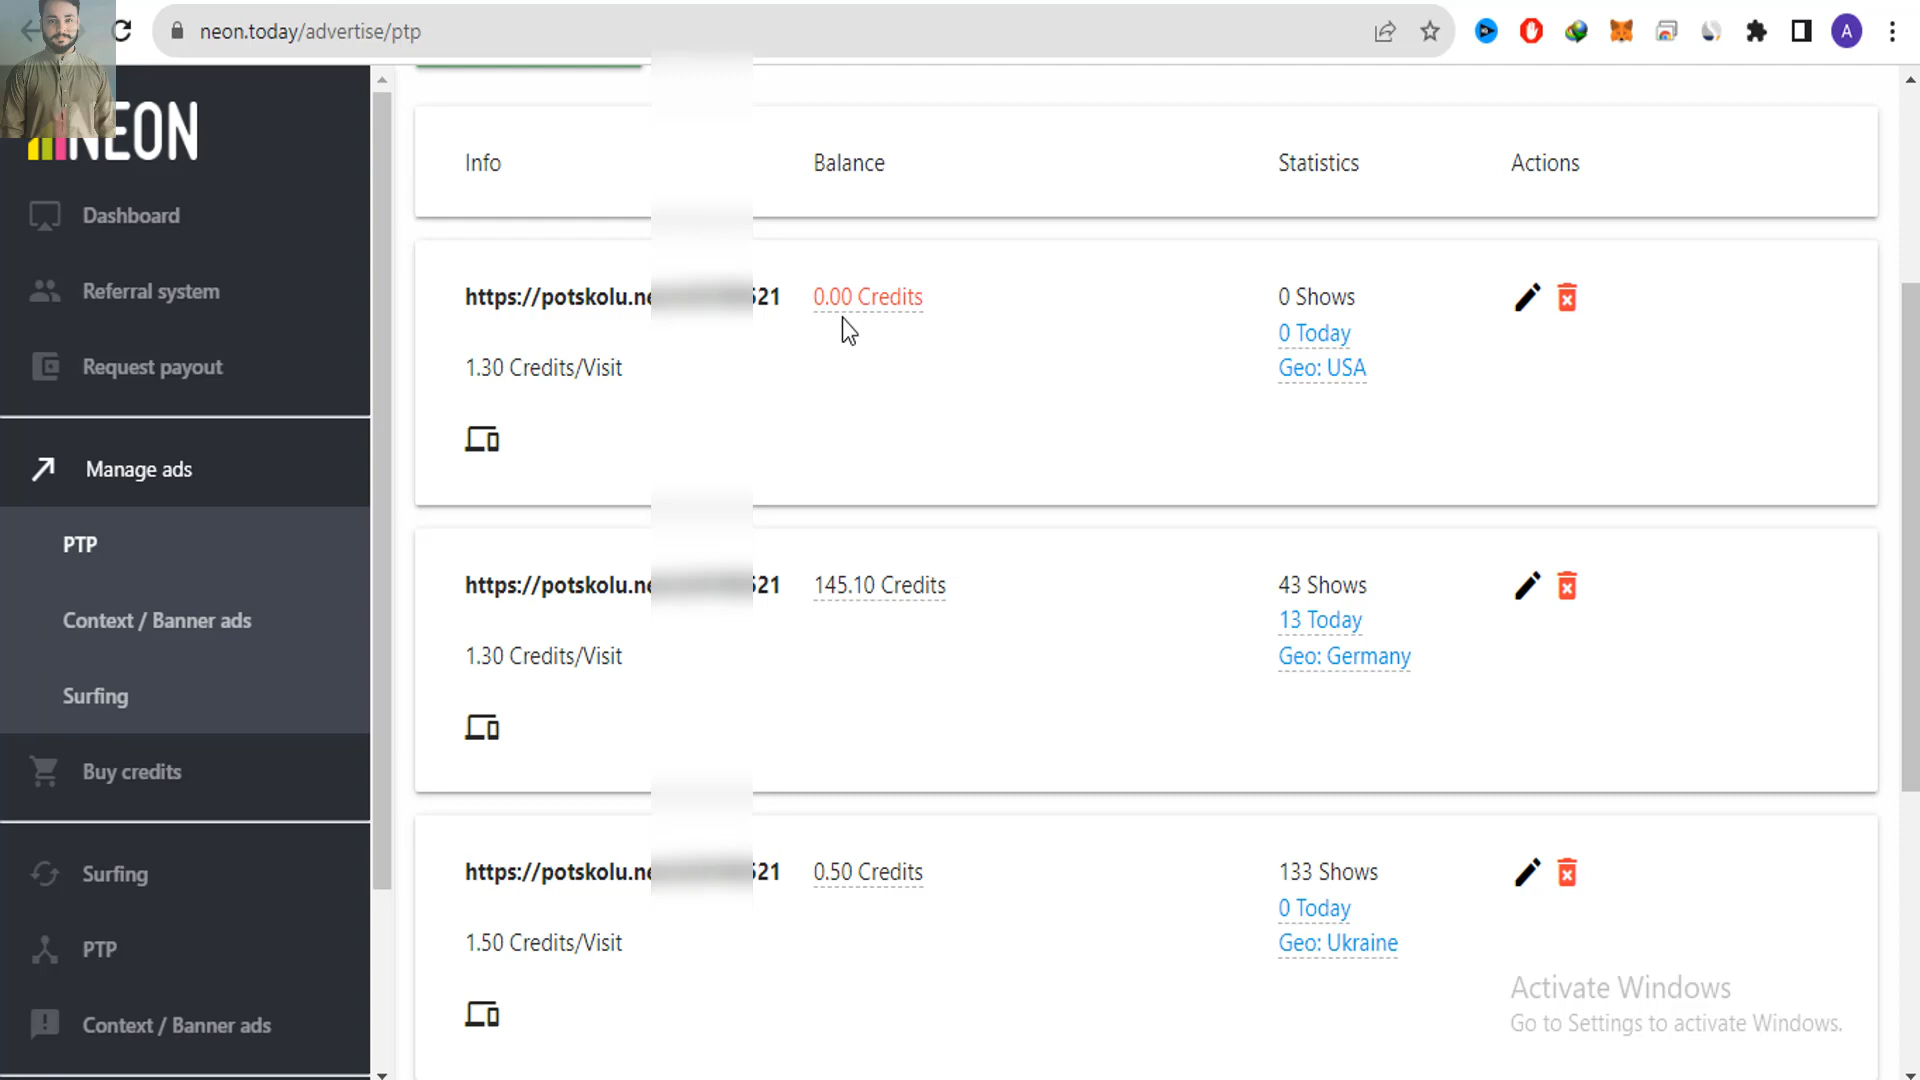 neon.today/advertise/ptp
A
NEON
Dashboard
Referral system
Request payout
Manage ads
PTP
Context / Banner ads
Surfing
Buy credits
Surfing
PTP
Context / Banner ads
Info Balance Statistics Actions
https://potskolu.ne 21 0.00 Credits 0 Shows
0 Today
1.30 Credits/Visit Geo: USA
https://potskolu.ne 21 145.10 Credits 43 Shows
13 Today
1.30 Credits/Visit Geo: Germany
https://potskolu.ne 21 0.50 Credits 133 Shows
0 Today
1.50 Credits/Visit Geo: Ukraine
Activate Windows
Go to Settings to activate Windows.